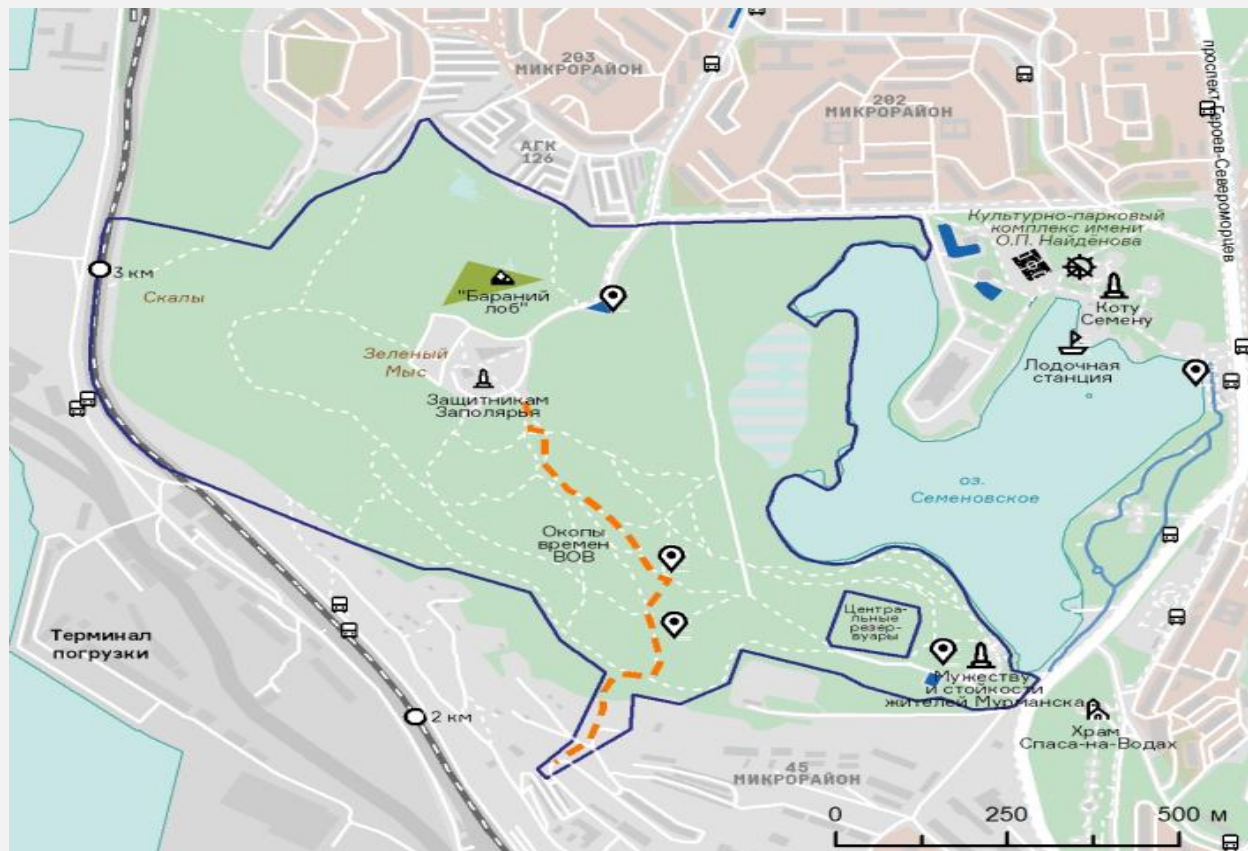 203
МИКРОРАЙОН
202
МИКРОРАЙОН
проспект Героев-Североморцев
АГК
126
Культурно-парковый
комплекс имени
О.П. Найденова
3 км
Скалы
"Бараний
лоб"
Коту
Семену
Зеленый
Мыс
Лодочная
станция
Защитникам
Заполярья
оз.
Семеновское
Окопы
времен
ВОВ
Централь-
ные
резер-
вуары
Терминал
погрузки
Мужеству
и стойкости
жителей Мурманска
2 км
Храм
Спаса-на-Водах
45
МИКРОРАЙОН
0 250 500 м